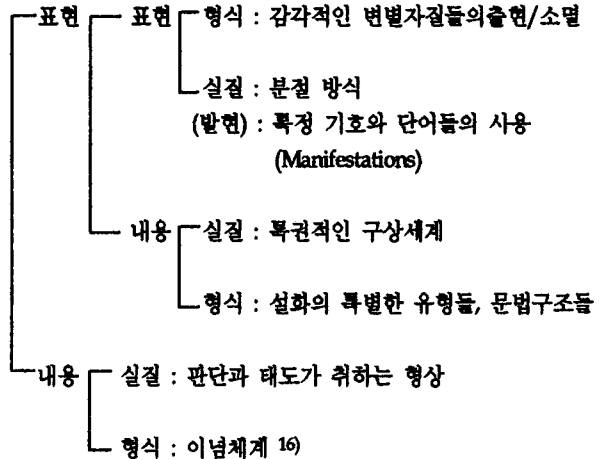 표현 표현 형식 : 감각적인 변별자질들의출현/소멸
실질 : 분절 방식
(발현) : 특정 기호와 단어들의 사용
(Manifestations)
내용 실질 : 특권적인 구상세계
형식 : 설화의 특별한 유형들, 문법구조들
내용 실질 : 판단과 태도가 취하는 형상
형식 : 이념체계 16)